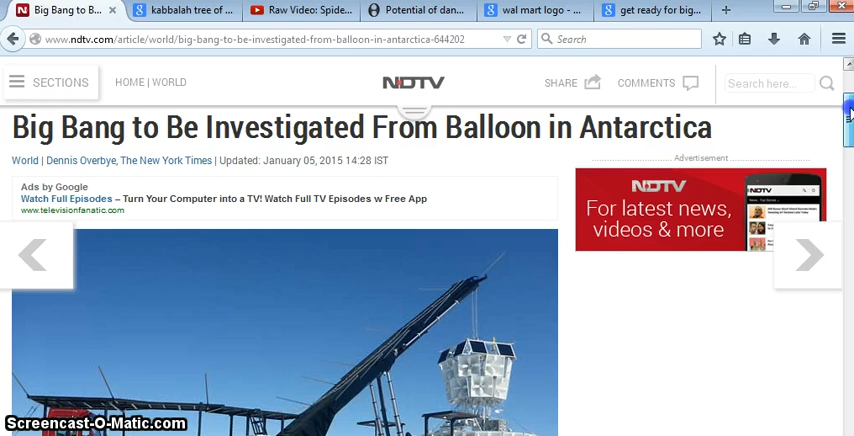 Big Bang to B...
kabbalah tree of ...
Raw Video: Spide...
Potential of dan...
wal mart logo - ...
get ready for big...
www.ndtv.com/article/world/big-bang-to-be-investigated-from-balloon-in-antarctica-644202
Search
SECTIONS
HOME | WORLD
NDTV
SHARE
COMMENTS
Search here...
Big Bang to Be Investigated From Balloon in Antarctica
World | Dennis Overbye, The New York Times | Updated: January 05, 2015 14:28 IST
Advertisement
Ads by Google
Watch Full Episodes – Turn Your Computer into a TV! Watch Full TV Episodes w Free App
www.televisionfanatic.com
NDTV
For latest news,
videos & more
Screencast-O-Matic.com